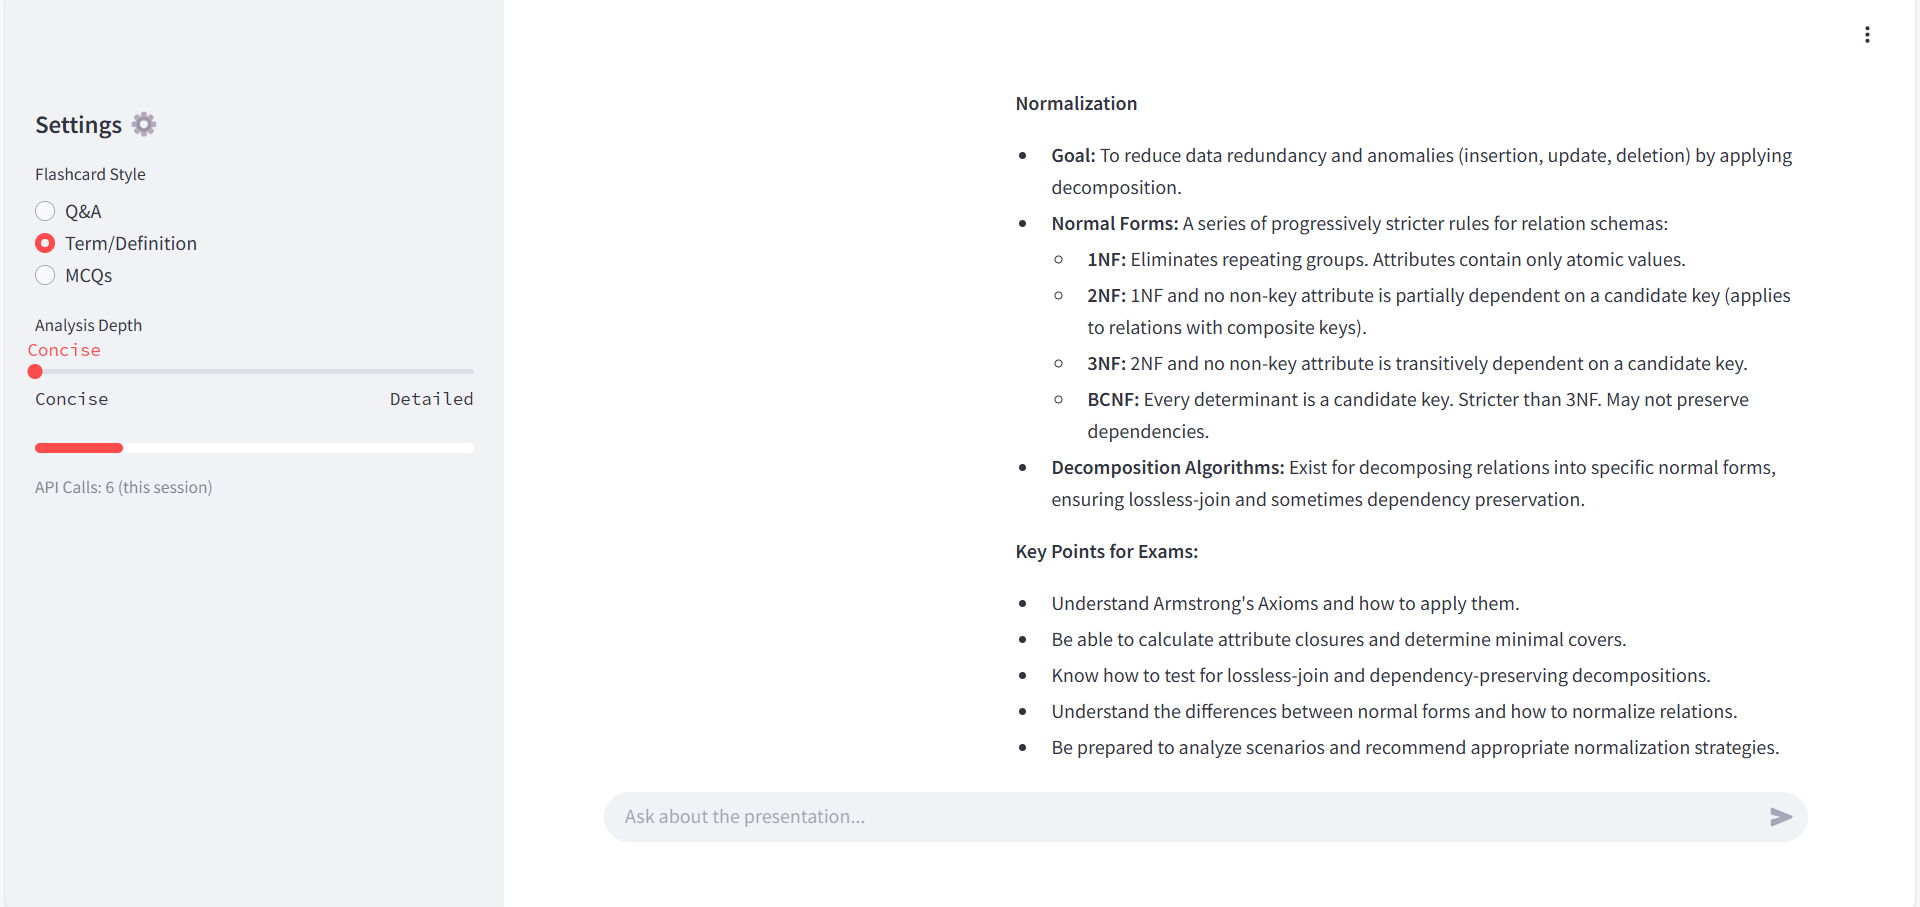 Settings
Flashcard Style
Q&A
Term/Definition
MCQs
Analysis Depth
Concise
Concise Detailed
API Calls: 6 (this session)
Normalization
Goal: To reduce data redundancy and anomalies (insertion, update, deletion) by applying
decomposition.
Normal Forms: A series of progressively stricter rules for relation schemas:
1NF: Eliminates repeating groups. Attributes contain only atomic values.
2NF: 1NF and no non-key attribute is partially dependent on a candidate key (applies
to relations with composite keys).
3NF: 2NF and no non-key attribute is transitively dependent on a candidate key.
BCNF: Every determinant is a candidate key. Stricter than 3NF. May not preserve
dependencies.
Decomposition Algorithms: Exist for decomposing relations into specific normal forms,
ensuring lossless-join and sometimes dependency preservation.
Key Points for Exams:
Understand Armstrong's Axioms and how to apply them.
Be able to calculate attribute closures and determine minimal covers.
Know how to test for lossless-join and dependency-preserving decompositions.
Understand the differences between normal forms and how to normalize relations.
Be prepared to analyze scenarios and recommend appropriate normalization strategies.
Ask about the presentation...